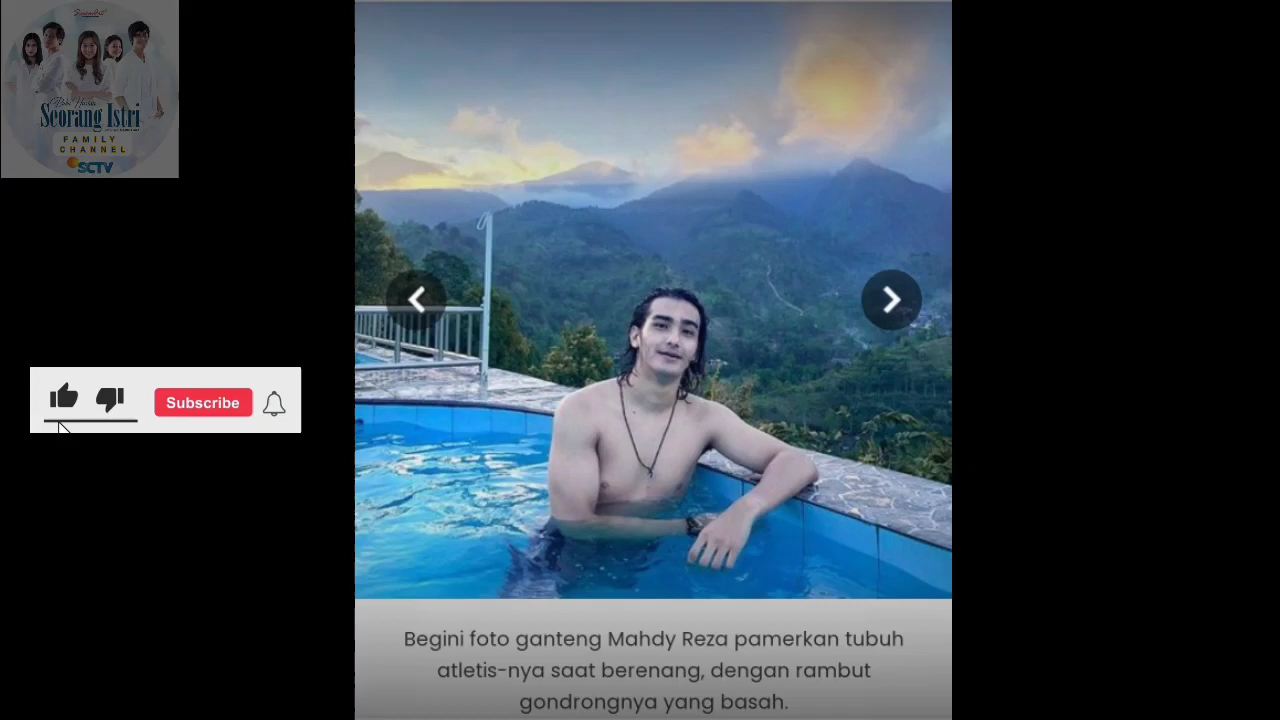 Seorang Istri
FAMILY
CHANNEL
SCTV
Subscribe
Begini foto ganteng Mahdy Reza pamerkan tubuh
atletis-nya saat berenang, dengan rambut
gondrongnya yang basah.